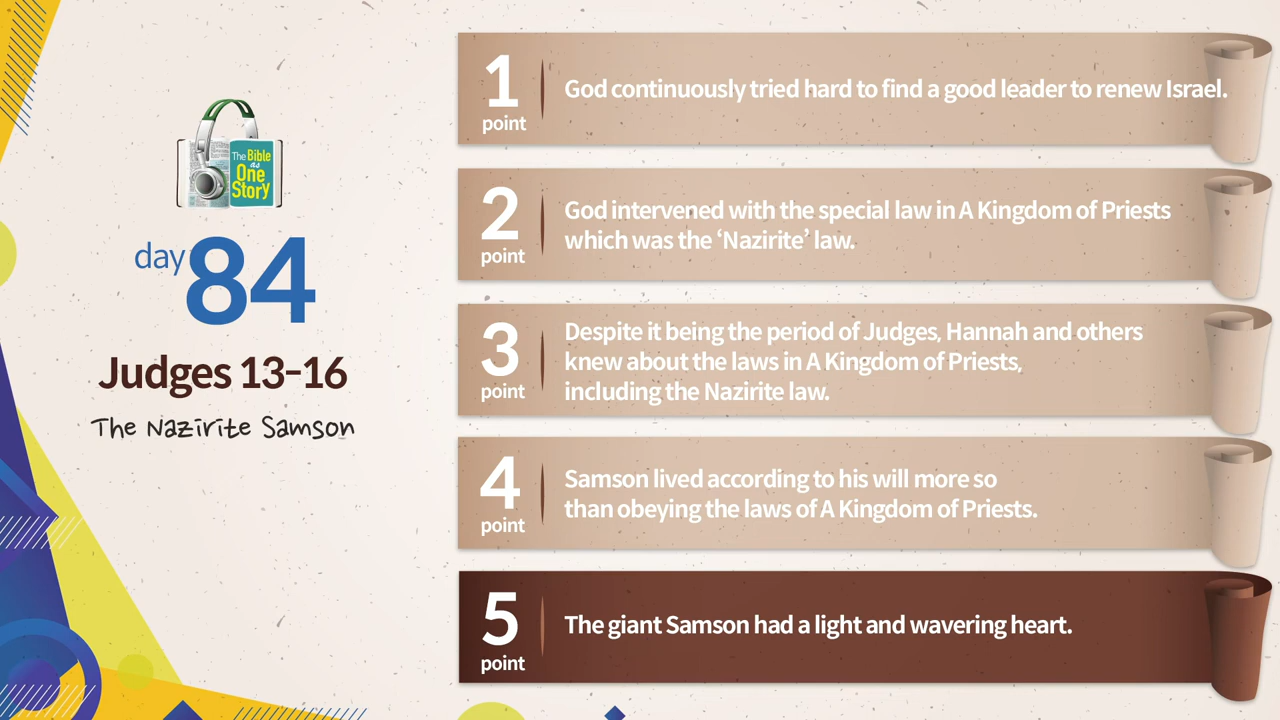 The Bible
as
One
Story
day 84
Judges 13-16
The Nazirite Samson
1
point
God continuously tried hard to find a good leader to renew Israel.
2
point
God intervened with the special law in A Kingdom of Priests
which was the ‘Nazirite’ law.
3
point
Despite it being the period of Judges, Hannah and others
knew about the laws in A Kingdom of Priests,
including the Nazirite law.
4
point
Samson lived according to his will more so
than obeying the laws of A Kingdom of Priests.
5
point
The giant Samson had a light and wavering heart.